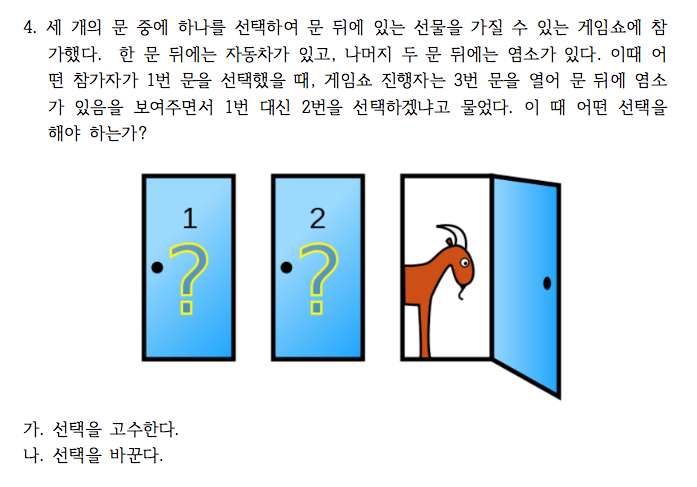 4. 세 개의 문 중에 하나를 선택하여 문 뒤에 있는 선물을 가질 수 있는 게임쇼에 참
가했다. 한 문 뒤에는 자동차가 있고, 나머지 두 문 뒤에는 염소가 있다. 이때 어
떤 참가자가 1번 문을 선택했을 때, 게임쇼 진행자는 3번 문을 열어 문 뒤에 염소
가 있음을 보여주면서 1번 대신 2번을 선택하겠냐고 물었다. 이 때 어떤 선택을
해야 하는가?
1 2
? ?
가. 선택을 고수한다.
나. 선택을 바꾼다.